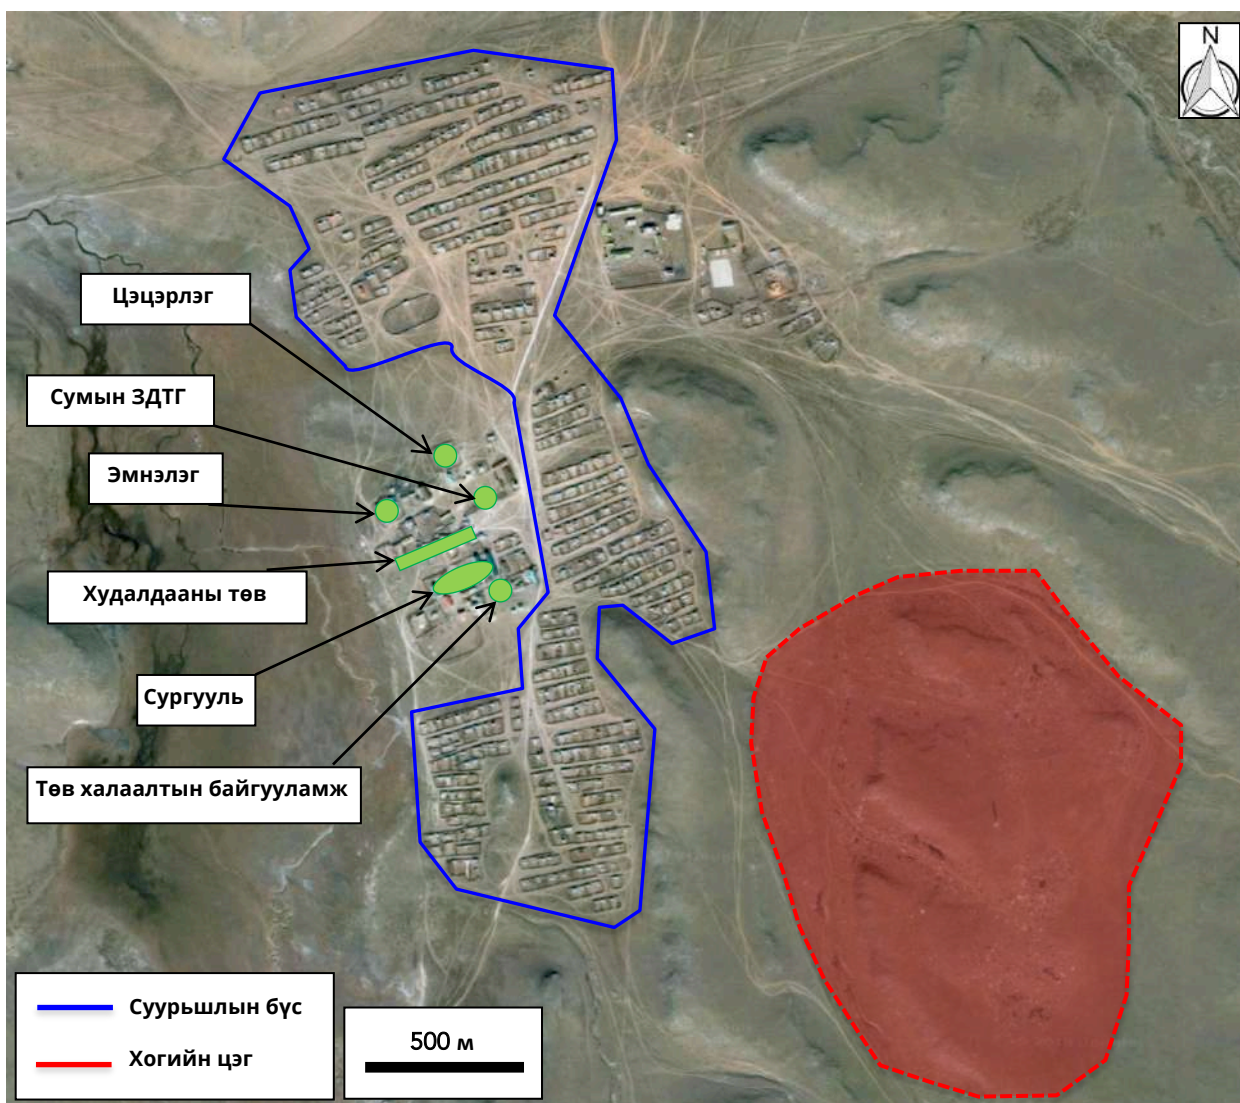 N
Цэцэрлэг
Сумын ЗДТГ
Эмнэлэг
Худалдааны төв
Сургууль
Төв халаалтын байгууламж
Суурьшлын бүс
Хогийн цэг
500 м